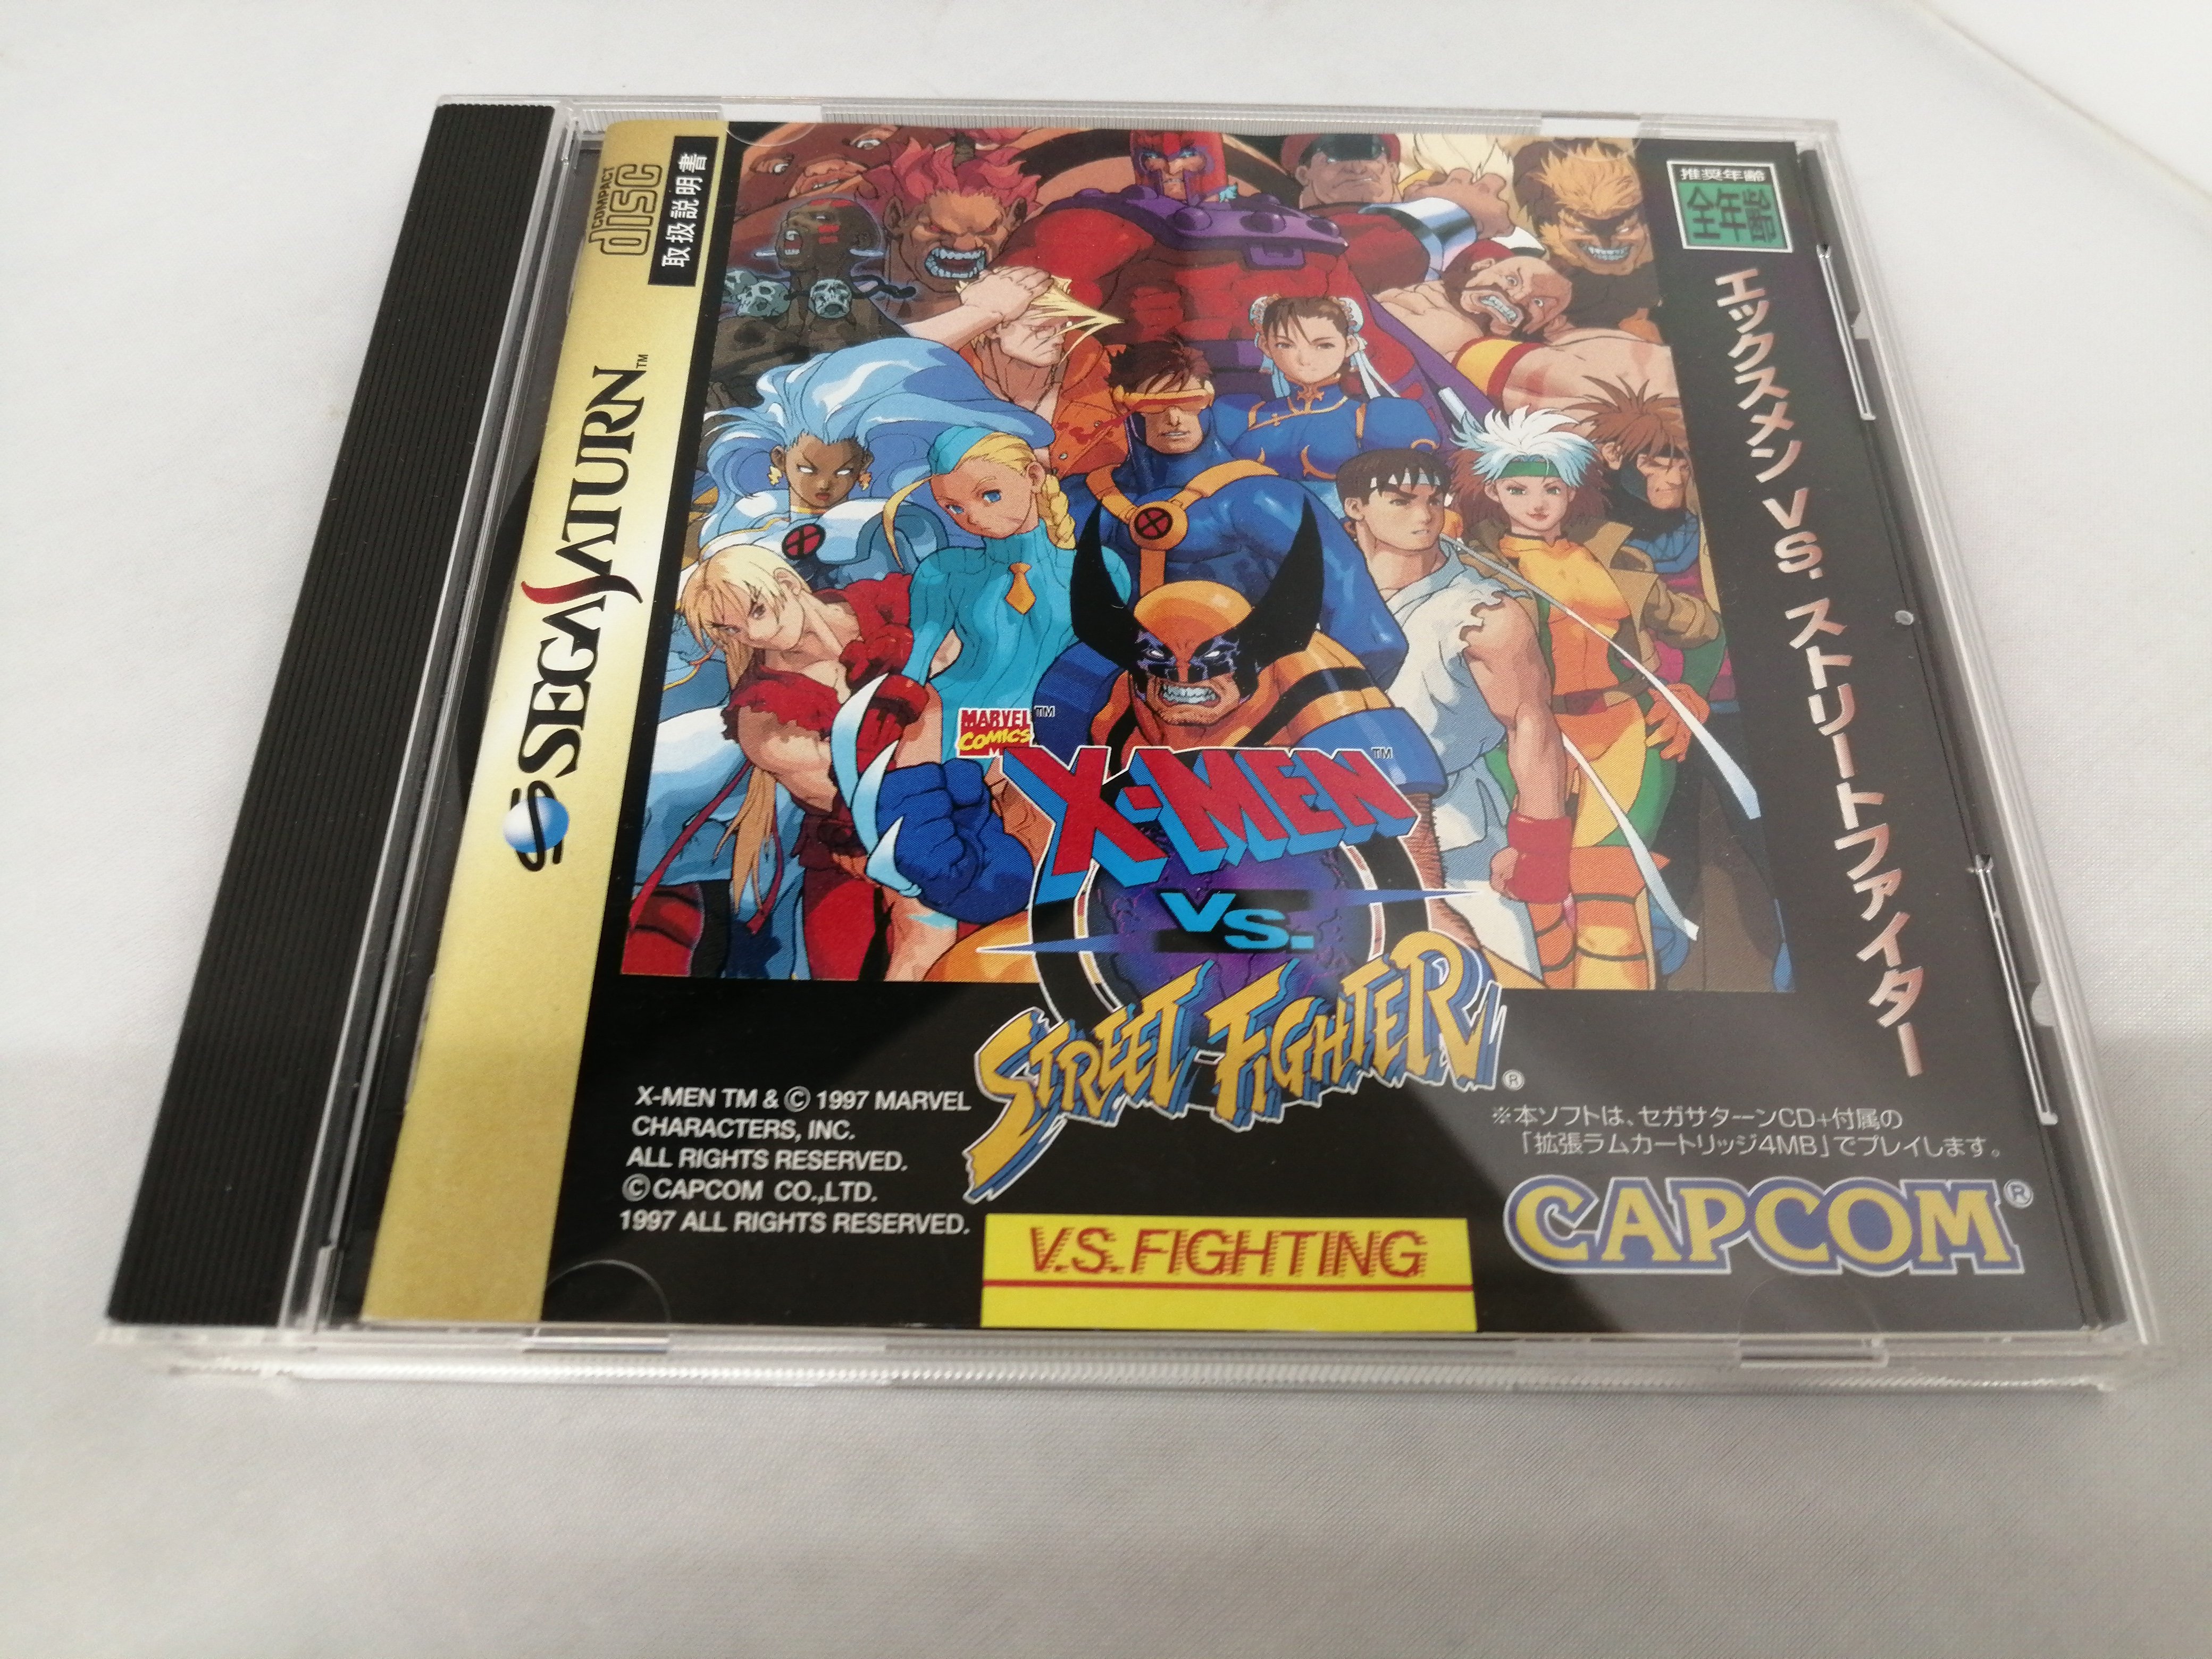 COMPACT
disc
取扱説明書
SEGA SATURN™
推奨年齢
全年齢
エックスメン VS. ストリートファイター
MARVEL™
COMICS
X-MEN™
VS.
STREET FIGHTER®
X-MEN TM & © 1997 MARVEL
CHARACTERS, INC.
ALL RIGHTS RESERVED.
©CAPCOM CO.,LTD.
1997 ALL RIGHTS RESERVED.
※本ソフトは、セガサターンCD+付属の
「拡張ラムカートリッジ4MB」でプレイします。
CAPCOM®
V.S.FIGHTING